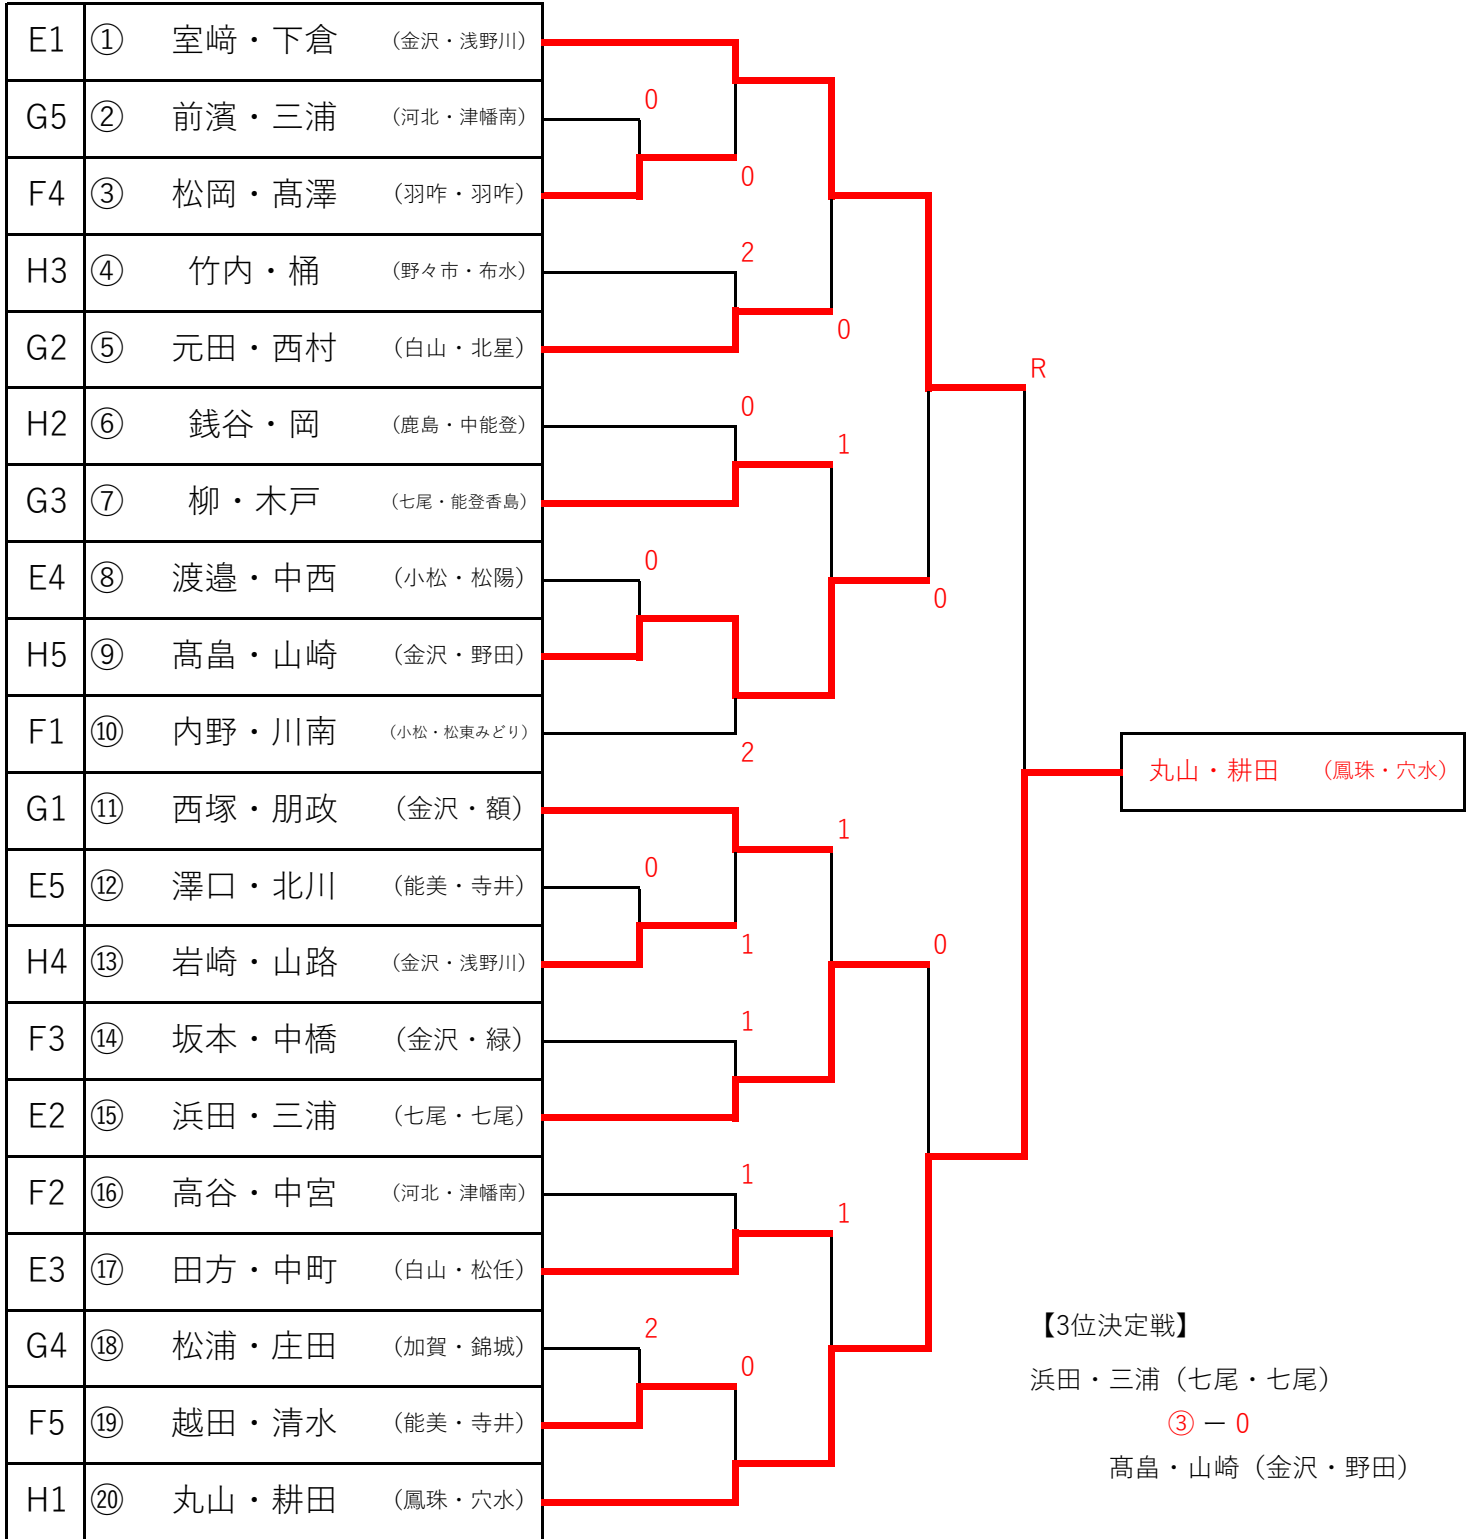 E1 ① 室﨑・下倉 (金沢・浅野川)
G5 ② 前濱・三浦 (河北・津幡南)
0
F4 ③ 松岡・髙澤 (羽咋・羽咋)
0
H3 ④ 竹内・桶 (野々市・布水)
2
G2 ⑤ 元田・西村 (白山・北星)
0
R
H2 ⑥ 銭谷・岡 (鹿島・中能登)
0
1
G3 ⑦ 柳・木戸 (七尾・能登香島)
E4 ⑧ 渡邉・中西 (小松・松陽)
0
0
H5 ⑨ 髙畠・山崎 (金沢・野田)
F1 ⑩ 内野・川南 (小松・松東みどり)
2
丸山・耕田 (鳳珠・穴水)
G1 ⑪ 西塚・朋政 (金沢・額)
1
E5 ⑫ 澤口・北川 (能美・寺井)
0
H4 ⑬ 岩崎・山路 (金沢・浅野川)
1
0
F3 ⑭ 坂本・中橋 (金沢・緑)
1
E2 ⑮ 浜田・三浦 (七尾・七尾)
F2 ⑯ 高谷・中宮 (河北・津幡南)
1
1
E3 ⑰ 田方・中町 (白山・松任)
G4 ⑱ 松浦・庄田 (加賀・錦城)
2
0
F5 ⑲ 越田・清水 (能美・寺井)
H1 ⑳ 丸山・耕田 (鳳珠・穴水)
【3位決定戦】
浜田・三浦（七尾・七尾）
③ － 0
髙畠・山崎（金沢・野田）